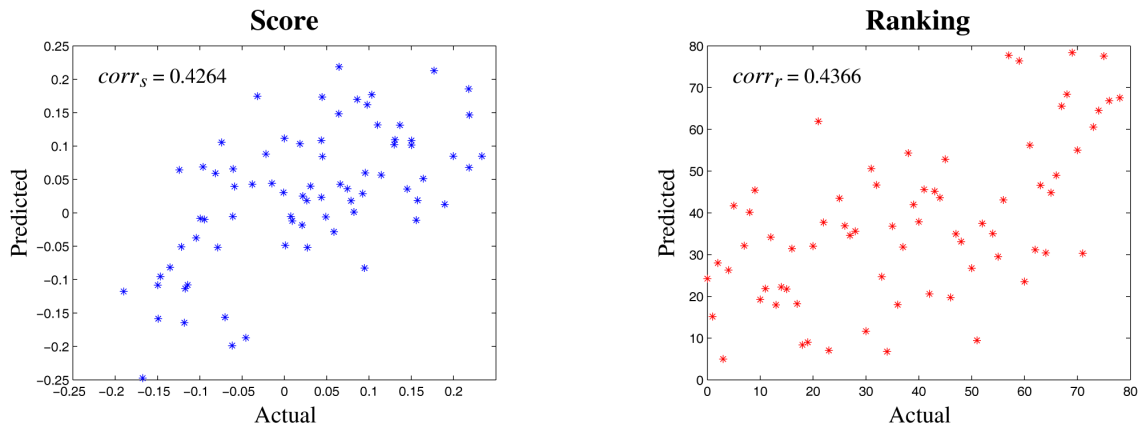 Score
corr_s = 0.4264
0.25
0.2
0.15
0.1
0.05
0
−0.05
−0.1
−0.15
−0.2
−0.25
Predicted
−0.25 −0.2 −0.15 −0.1 −0.05 0 0.05 0.1 0.15 0.2
Actual
Ranking
corr_r = 0.4366
80
70
60
50
40
30
20
10
0
Predicted
0 10 20 30 40 50 60 70 80
Actual